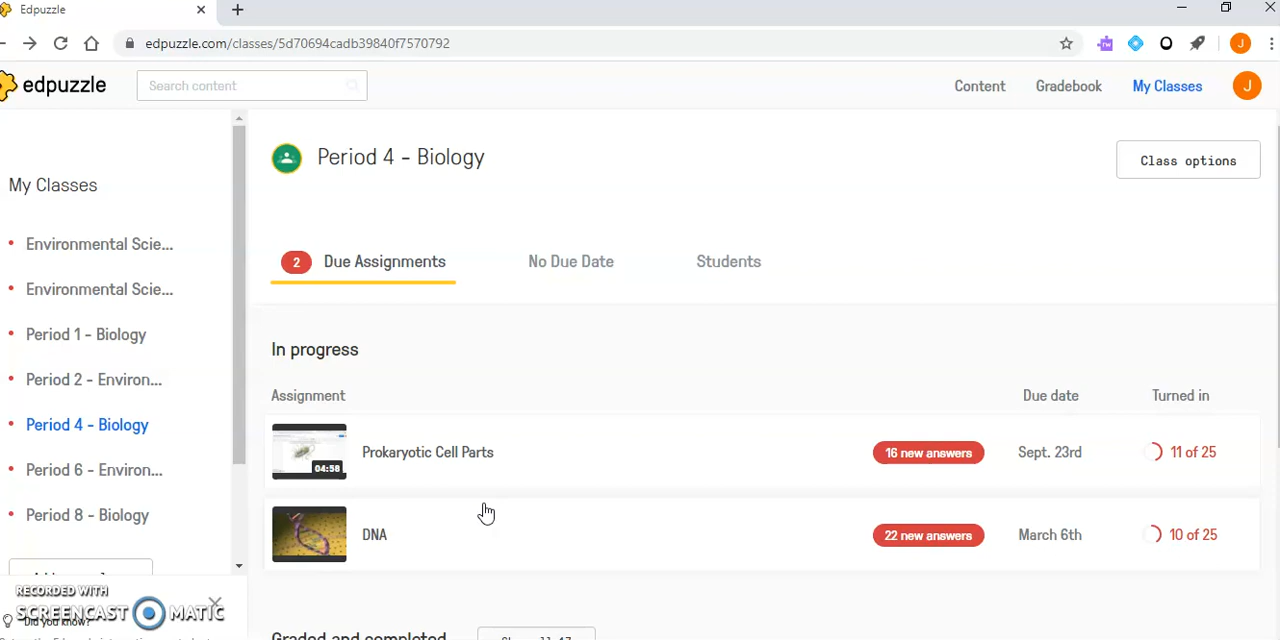 Edpuzzle
edpuzzle.com/classes/5d70694cadb39840f7570792
rw
J
edpuzzle
Search content
Content
Gradebook
My Classes
J
My Classes
Environmental Scie...
Environmental Scie...
Period 1 - Biology
Period 2 - Environ...
Period 4 - Biology
Period 6 - Environ...
Period 8 - Biology
Period 4 - Biology
Class options
2 Due Assignments
No Due Date
Students
In progress
Assignment
Due date
Turned in
04:58
Prokaryotic Cell Parts
16 new answers
Sept. 23rd
11 of 25
DNA
22 new answers
March 6th
10 of 25
Graded and completed
RECORDED WITH
SCREENCAST MATIC
Did you know?